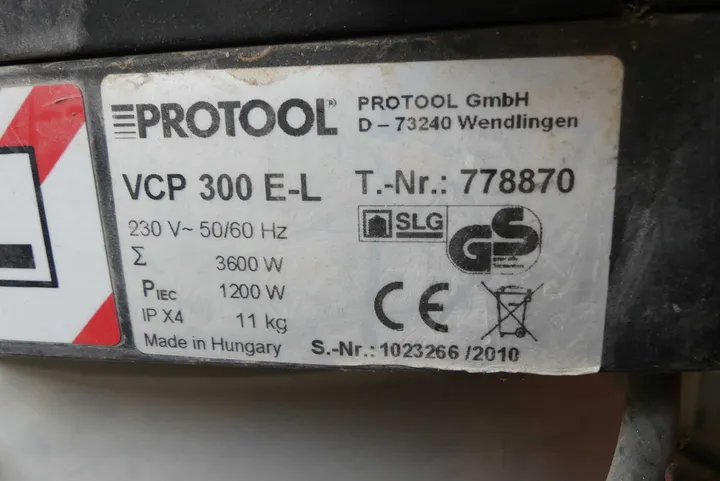 PROTOOL®
PROTOOL GmbH
D – 73240 Wendlingen
VCP 300 E-L
T.-Nr.: 778870
230 V~ 50/60 Hz
SLG
GS
Σ 3600 W
PIEC 1200 W
CE
IP X4 11 kg
Made in Hungary
S.-Nr.: 1023266 /2010